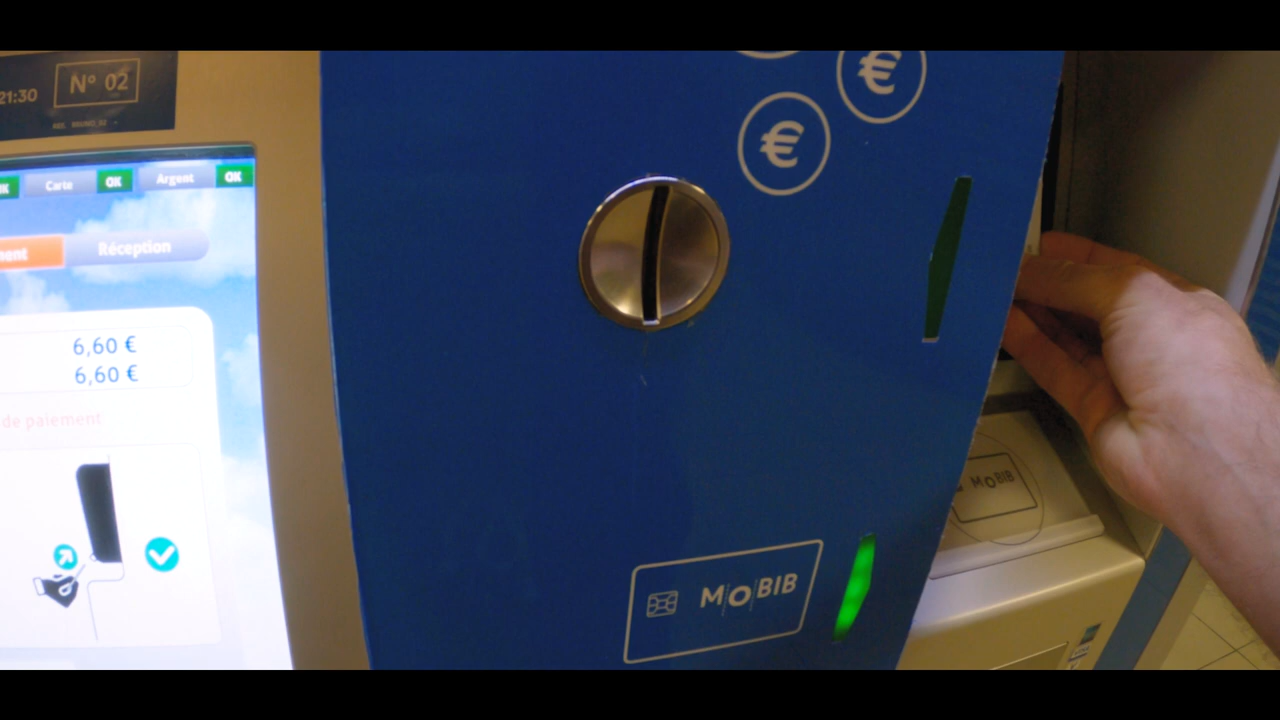 21:30
N° 02
OK
Carte
OK
Argent
OK
Réception
6,60 €
6,60 €
de paiement
€
€
MOBIB
MOBIB